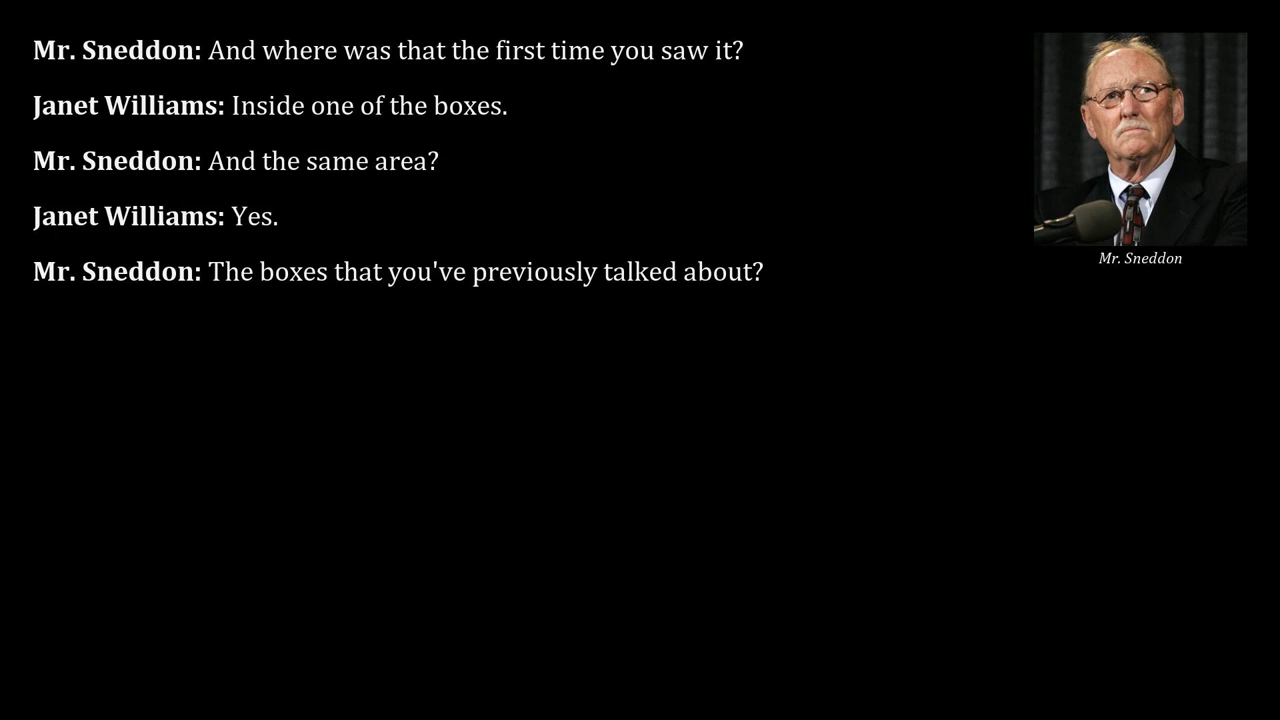 Mr. Sneddon: And where was that the first time you saw it?
Janet Williams: Inside one of the boxes.
Mr. Sneddon: And the same area?
Janet Williams: Yes.
Mr. Sneddon: The boxes that you've previously talked about?
Mr. Sneddon